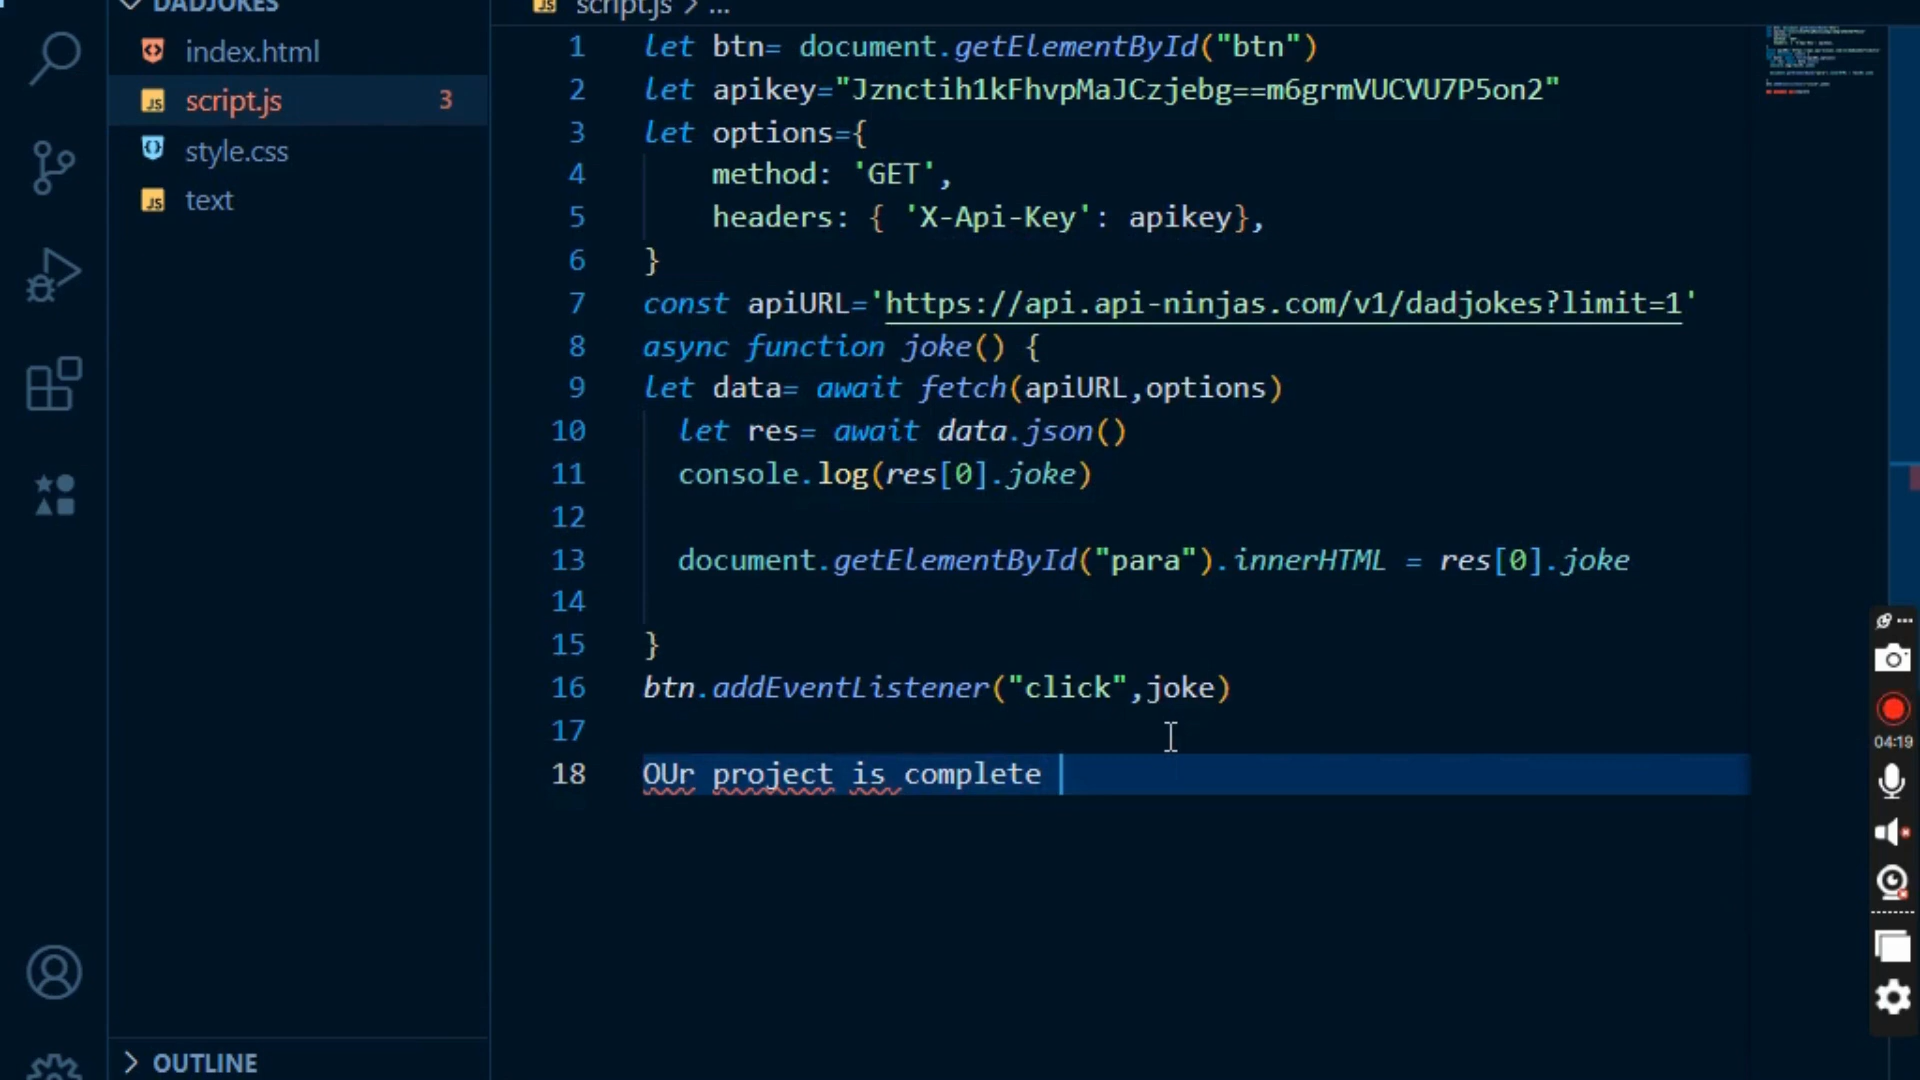 DADJOKES
index.html
script.js 3
style.css
text
OUTLINE
script.js > ...
1 let btn= document.getElementById("btn")
2 let apikey="Jznctih1kFhvpMaJCzjebg==m6grmVUCVU7P5on2"
3 let options={
4 method: 'GET',
5 headers: { 'X-Api-Key': apikey},
6 }
7 const apiURL='https://api.api-ninjas.com/v1/dadjokes?limit=1'
8 async function joke() {
9 let data= await fetch(apiURL,options)
10 let res= await data.json()
11 console.log(res[0].joke)
12
13 document.getElementById("para").innerHTML = res[0].joke
14
15 }
16 btn.addEventListener("click",joke)
17
18 OUr project is complete
04:19